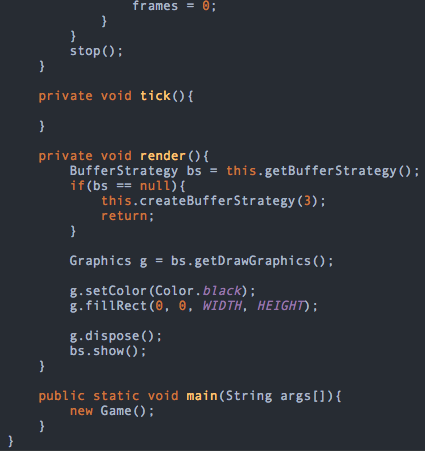 frames = 0;
}
}
stop();
}
private void tick(){
}
private void render(){
BufferStrategy bs = this.getBufferStrategy();
if(bs == null){
this.createBufferStrategy(3);
return;
}
Graphics g = bs.getDrawGraphics();
g.setColor(Color.black);
g.fillRect(0, 0, WIDTH, HEIGHT);
g.dispose();
bs.show();
}
public static void main(String args[]){
new Game();
}
}